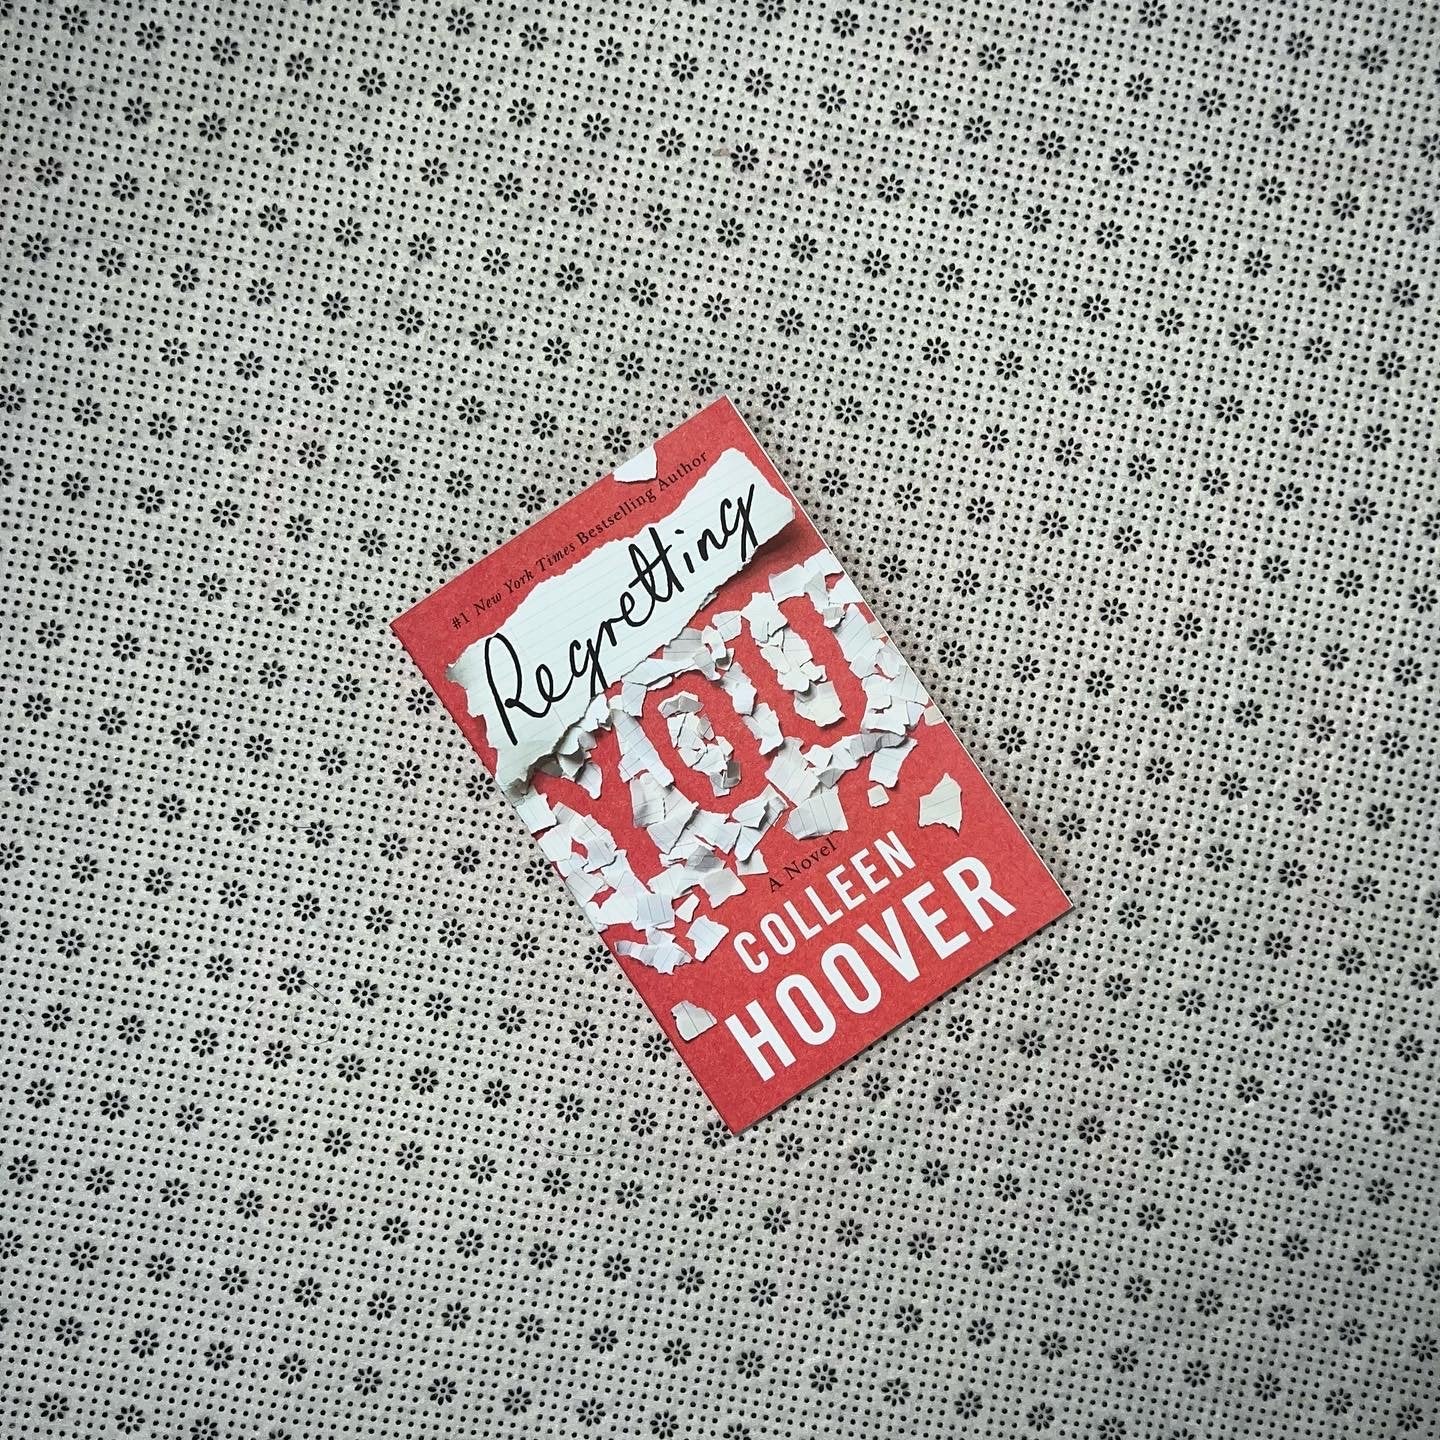 #1 New York Times Bestselling Author
Regretting
YOU
A Novel
COLLEEN
HOOVER